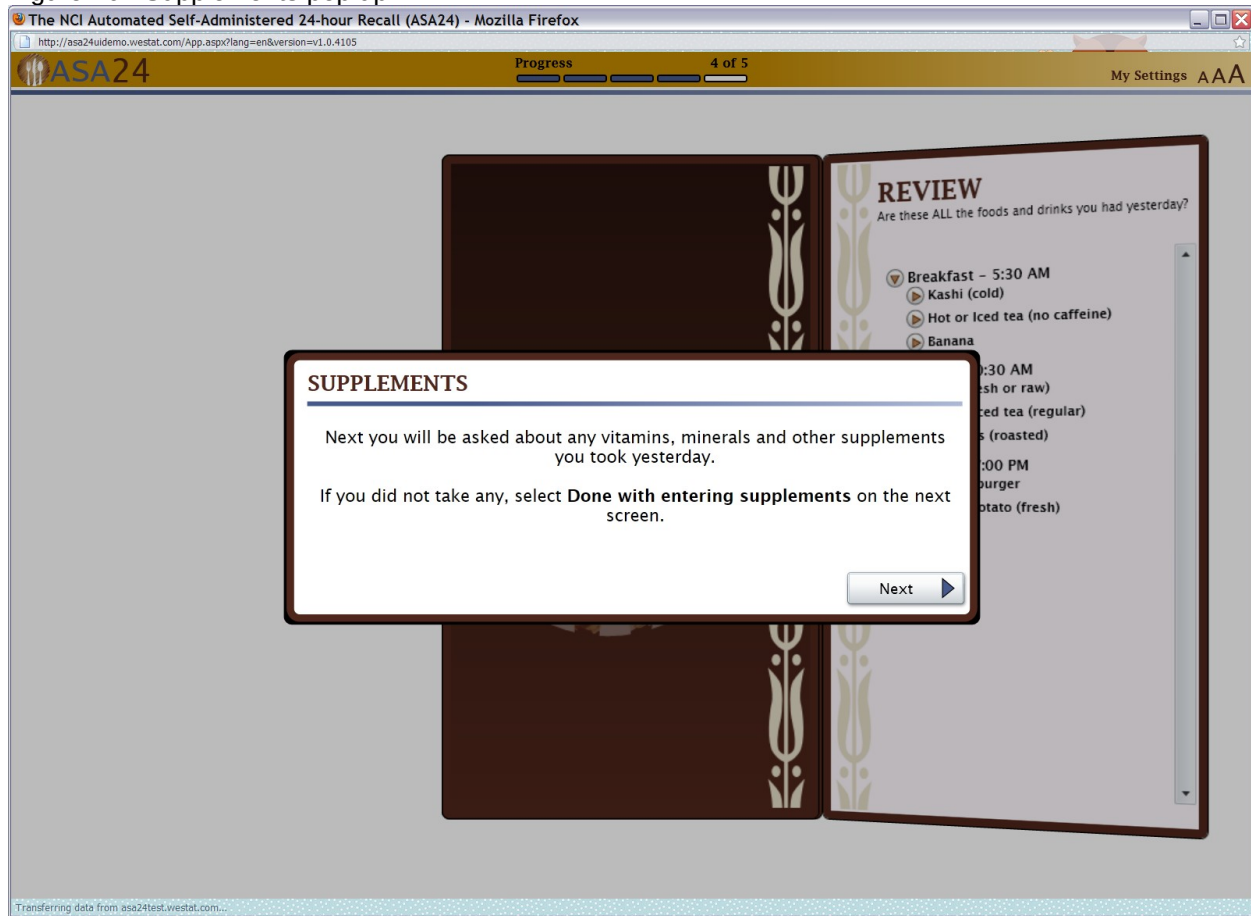 The NCI Automated Self-Administered 24-hour Recall (ASA24) - Mozilla Firefox
http://asa24uidemo.westat.com/App.aspx?lang=en&version=v1.0.4105
ASA24
Progress 4 of 5
My Settings A A A
REVIEW
Are these ALL the foods and drinks you had yesterday?
Breakfast - 5:30 AM
Kashi (cold)
Hot or Iced tea (no caffeine)
Banana
:30 AM
or raw)
tea (regular)
(roasted)
:00 PM
(fresh)
SUPPLEMENTS
Next you will be asked about any vitamins, minerals and other supplements
you took yesterday.
If you did not take any, select Done with entering supplements on the next
screen.
Next
Transferring data from asa24test.westat.com...